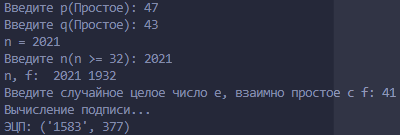 Введите p(Простое): 47
Введите q(Простое): 43
n = 2021
Введите n(n >= 32): 2021
n, f:  2021 1932
Введите случайное целое число e, взаимно простое с f: 41
Вычисление подписи...
ЭЦП: ('1583', 377)